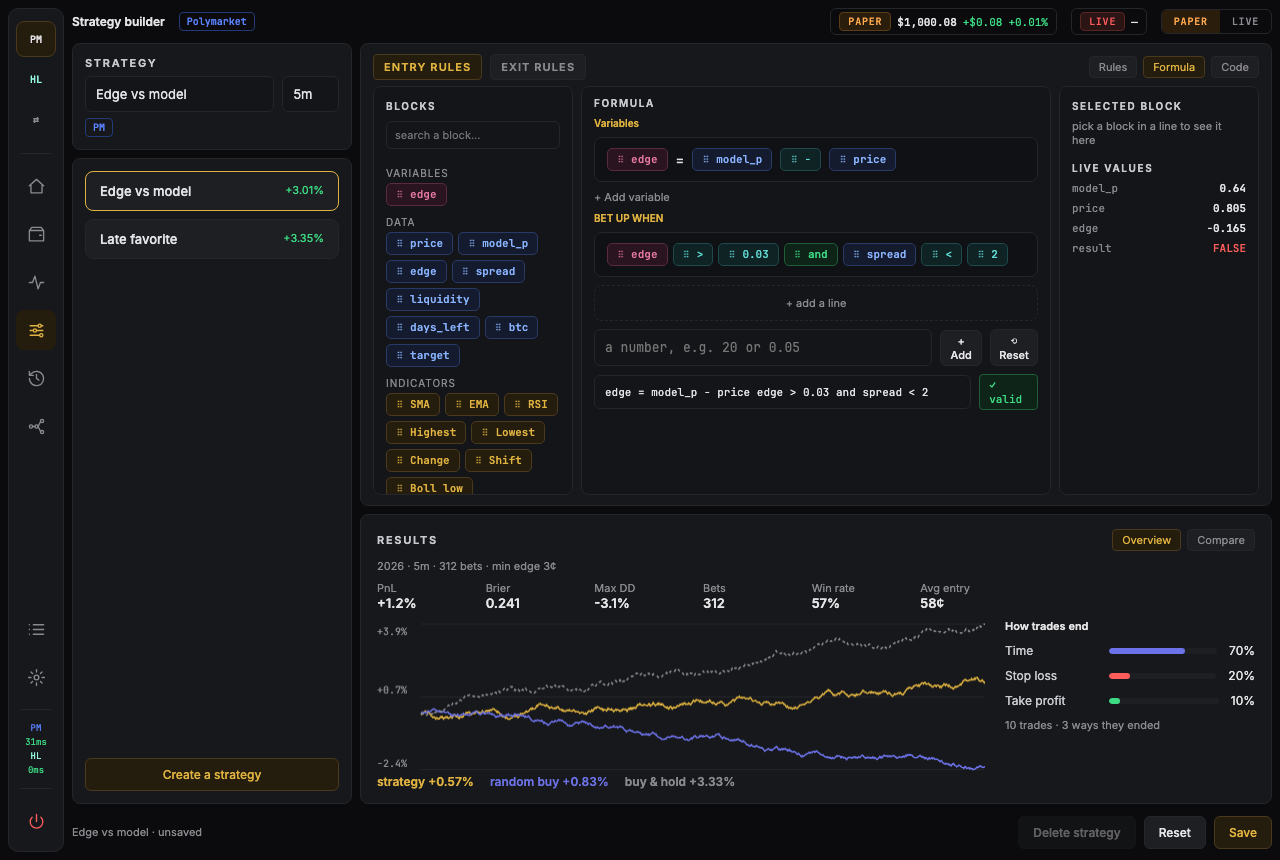 PM
HL
Strategy builder
Polymarket
PAPER $1,000.08 +$0.08 +0.01%
LIVE –
PAPER LIVE
STRATEGY
Edge vs model
5m
PM
Edge vs model +3.01%
Late favorite +3.35%
Create a strategy
ENTRY RULES EXIT RULES
Rules Formula Code
BLOCKS
search a block...
VARIABLES
edge
DATA
price model_p
edge spread
liquidity
days_left btc
target
INDICATORS
SMA EMA RSI
Highest Lowest
Change Shift
Boll low
FORMULA
Variables
edge = model_p - price
+ Add variable
BET UP WHEN
edge > 0.03 and spread < 2
+ add a line
a number, e.g. 20 or 0.05
+ Add
⟲ Reset
edge = model_p - price edge > 0.03 and spread < 2
✓ valid
SELECTED BLOCK
pick a block in a line to see it
here
LIVE VALUES
model_p 0.64
price 0.805
edge -0.165
result FALSE
RESULTS
Overview Compare
2026 · 5m · 312 bets · min edge 3¢
PnL Brier Max DD Bets Win rate Avg entry
+1.2% 0.241 -3.1% 312 57% 58¢
+3.9%
+0.7%
-2.4%
strategy +0.57% random buy +0.83% buy & hold +3.33%
How trades end
Time 70%
Stop loss 20%
Take profit 10%
10 trades · 3 ways they ended
PM
31ms
HL
0ms
Edge vs model · unsaved
Delete strategy Reset Save